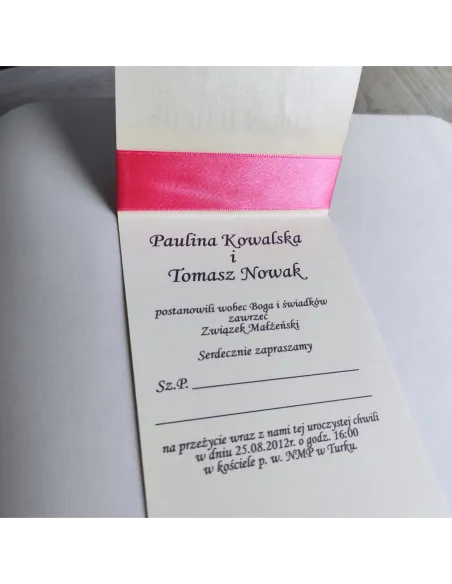 Paulina Kowalska
i
Tomasz Nowak
postanowili wobec Boga i świadków
zawrzeć
Związek Małżeński
Serdecznie zapraszamy
Sz.P.
na przeżycie wraz z nami tej uroczystej chwili
w dniu 25.08.2012r. o godz. 16:00
w kościele p. w. NMP w Turku.